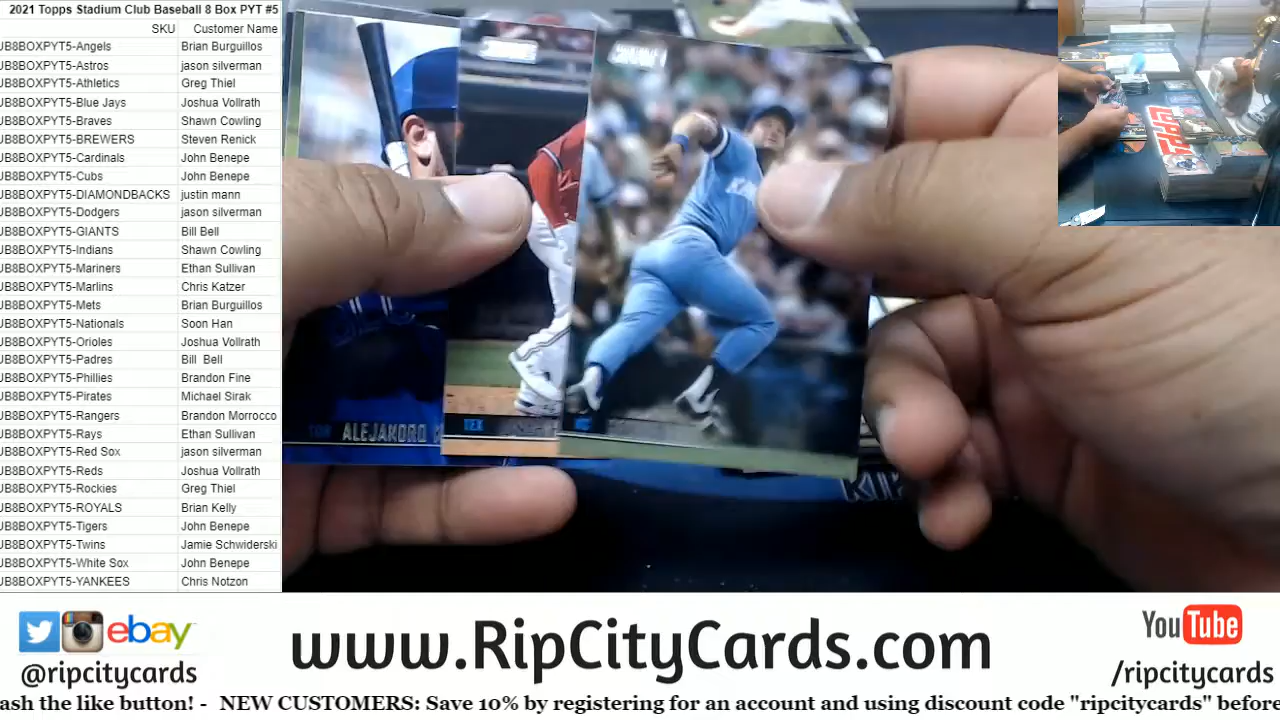 2021 Topps Stadium Club Baseball 8 Box PYT #5
SKU Customer Name
JB8BOXPYT5-Angels Brian Burguillos
JB8BOXPYT5-Astros jason silverman
JB8BOXPYT5-Athletics Greg Thiel
JB8BOXPYT5-Blue Jays Joshua Vollrath
JB8BOXPYT5-Braves Shawn Cowling
JB8BOXPYT5-BREWERS Steven Renick
JB8BOXPYT5-Cardinals John Benepe
JB8BOXPYT5-Cubs John Benepe
JB8BOXPYT5-DIAMONDBACKS justin mann
JB8BOXPYT5-Dodgers jason silverman
JB8BOXPYT5-GIANTS Bill Bell
JB8BOXPYT5-Indians Shawn Cowling
JB8BOXPYT5-Mariners Ethan Sullivan
JB8BOXPYT5-Marlins Chris Katzer
JB8BOXPYT5-Mets Brian Burguillos
JB8BOXPYT5-Nationals Soon Han
JB8BOXPYT5-Orioles Joshua Vollrath
JB8BOXPYT5-Padres Bill Bell
JB8BOXPYT5-Phillies Brandon Fine
JB8BOXPYT5-Pirates Michael Sirak
JB8BOXPYT5-Rangers Brandon Morrocco
JB8BOXPYT5-Rays Ethan Sullivan
JB8BOXPYT5-Red Sox jason silverman
JB8BOXPYT5-Reds Joshua Vollrath
JB8BOXPYT5-Rockies Greg Thiel
JB8BOXPYT5-ROYALS Brian Kelly
JB8BOXPYT5-Tigers John Benepe
JB8BOXPYT5-Twins Jamie Schwiderski
JB8BOXPYT5-White Sox John Benepe
JB8BOXPYT5-YANKEES Chris Notzon
TOR ALEJANDRO
TOPPS
ebay
@ripcitycards
www.RipCityCards.com
YouTube
/ripcitycards
ash the like button! - NEW CUSTOMERS: Save 10% by registering for an account and using discount code "ripcitycards" before